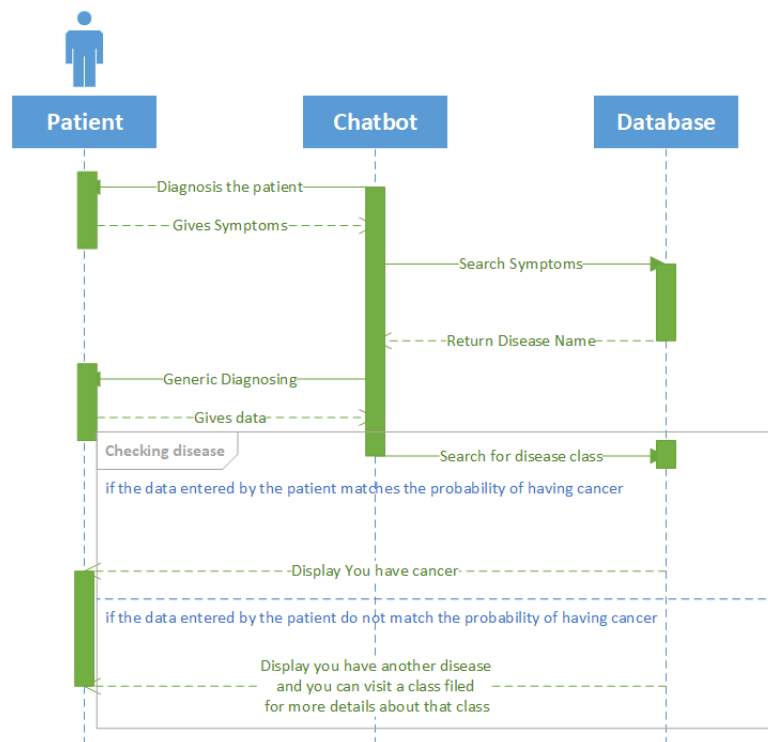 Patient
Chatbot
Database
Diagnosis the patient
Gives Symptoms
Search Symptoms
Return Disease Name
Generic Diagnosing
Gives data
Checking disease
Search for disease class
if the data entered by the patient matches the probability of having cancer
Display You have cancer
if the data entered by the patient do not match the probability of having cancer
Display you have another disease
and you can visit a class filed
for more details about that class